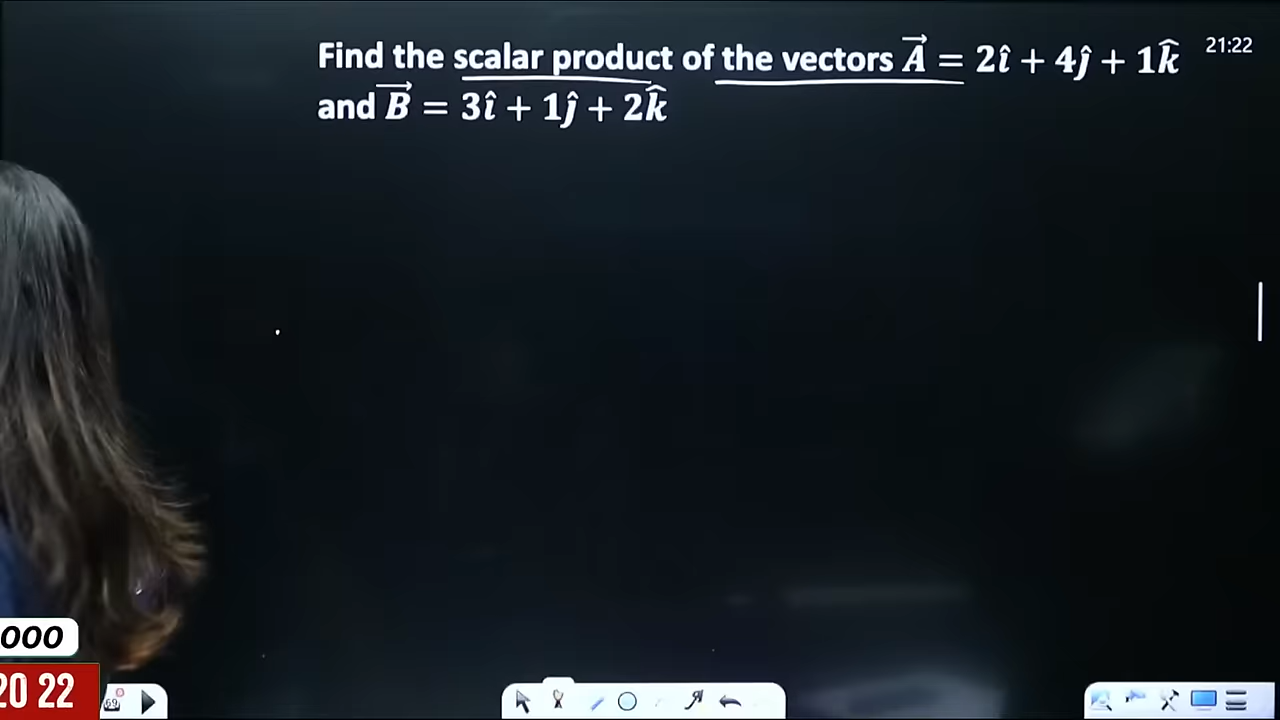 Find the scalar product of the vectors A⃗ = 2î + 4ĵ + 1k̂
and B⃗ = 3î + 1ĵ + 2k̂
21:22
000
20 22
69